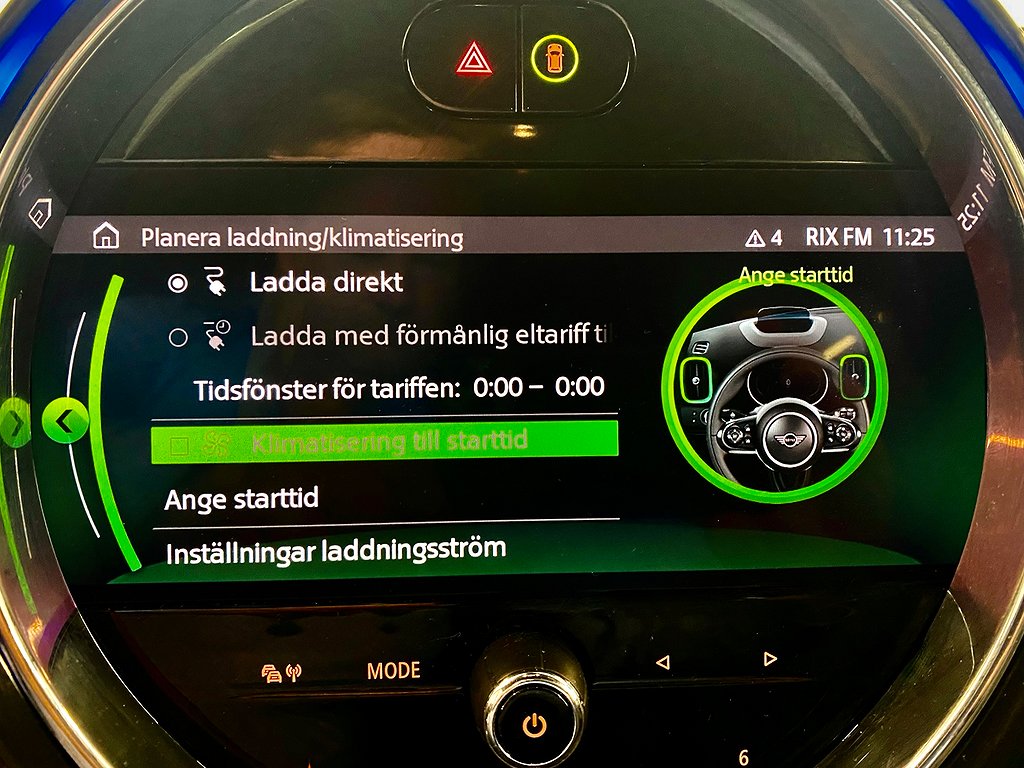 Planera laddning/klimatisering
4 RIX FM 11:25
Ange starttid
Ladda direkt
Ladda med förmånlig eltariff ti
Tidsfönster för tariffen: 0:00 – 0:00
Klimatisering till starttid
Ange starttid
Inställningar laddningsström
MINI
MODE
6